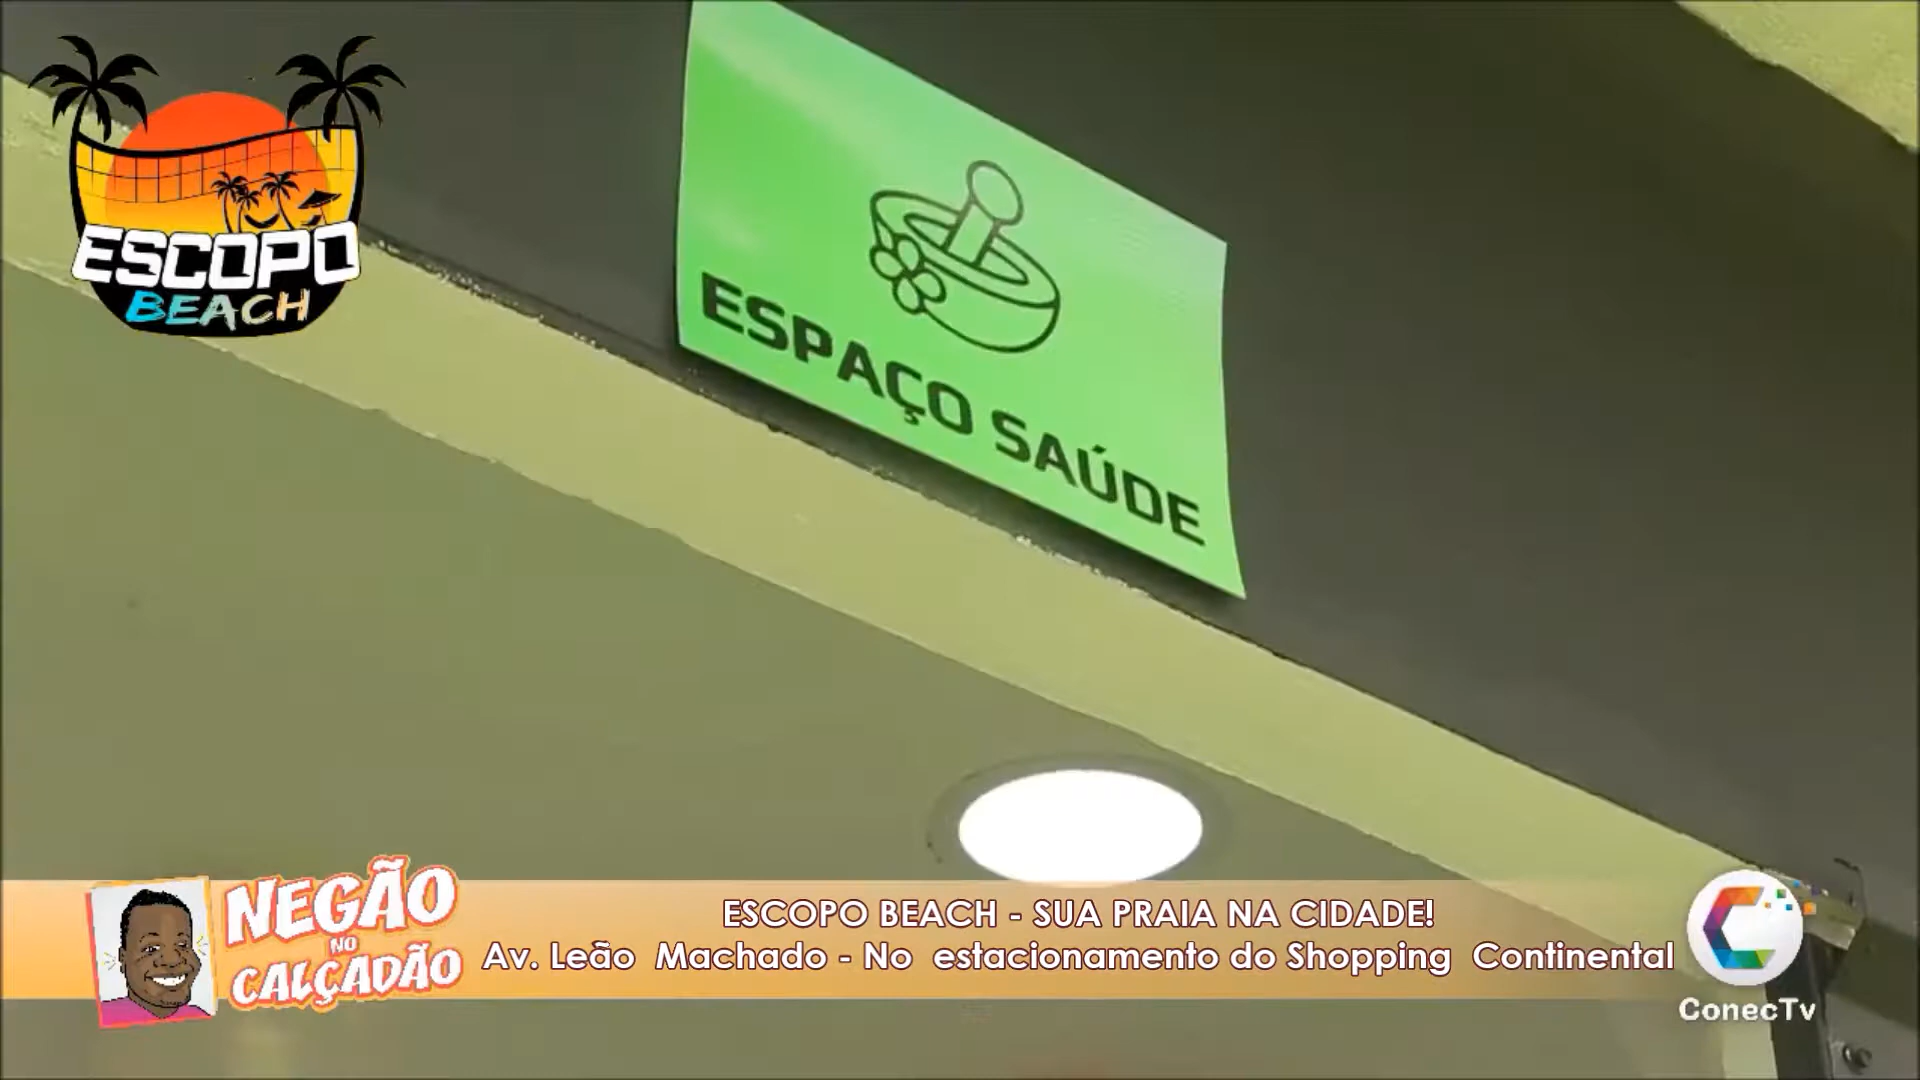 ESCOPO
BEACH
ESPAÇO SAÚDE
NEGÃO
NO
CALÇADÃO
ESCOPO BEACH - SUA PRAIA NA CIDADE!
Av. Leão Machado - No estacionamento do Shopping Continental
ConecTv